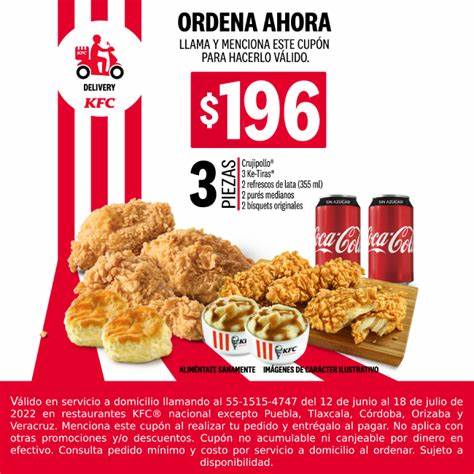 ORDENA AHORA
LLAMA Y MENCIONA ESTE CUPÓN
PARA HACERLO VÁLIDO.
KFC
DELIVERY
KFC
$196
3 PIEZAS
Crujipollo®
3 Ke-Tiras®
2 refrescos de lata (355 ml)
2 purés medianos
2 bisquets originales
SIN AZÚCAR
SIN AZÚCAR
Coca-Cola
Coca-Cola
KFC
KFC
ALIMÉNTATE SANAMENTE
IMÁGENES DE CARÁCTER ILUSTRATIVO
Válido en servicio a domicilio llamando al 55-1515-4747 del 12 de junio al 18 de julio de
2022 en restaurantes KFC® nacional excepto Puebla, Tlaxcala, Córdoba, Orizaba y
Veracruz. Menciona este cupón al realizar tu pedido y entrégalo al pagar. No aplica con
otras promociones y/o descuentos. Cupón no acumulable ni canjeable por dinero en
efectivo. Consulta pedido mínimo y costo por servicio a domicilio al ordenar. Sujeto a
disponibilidad.